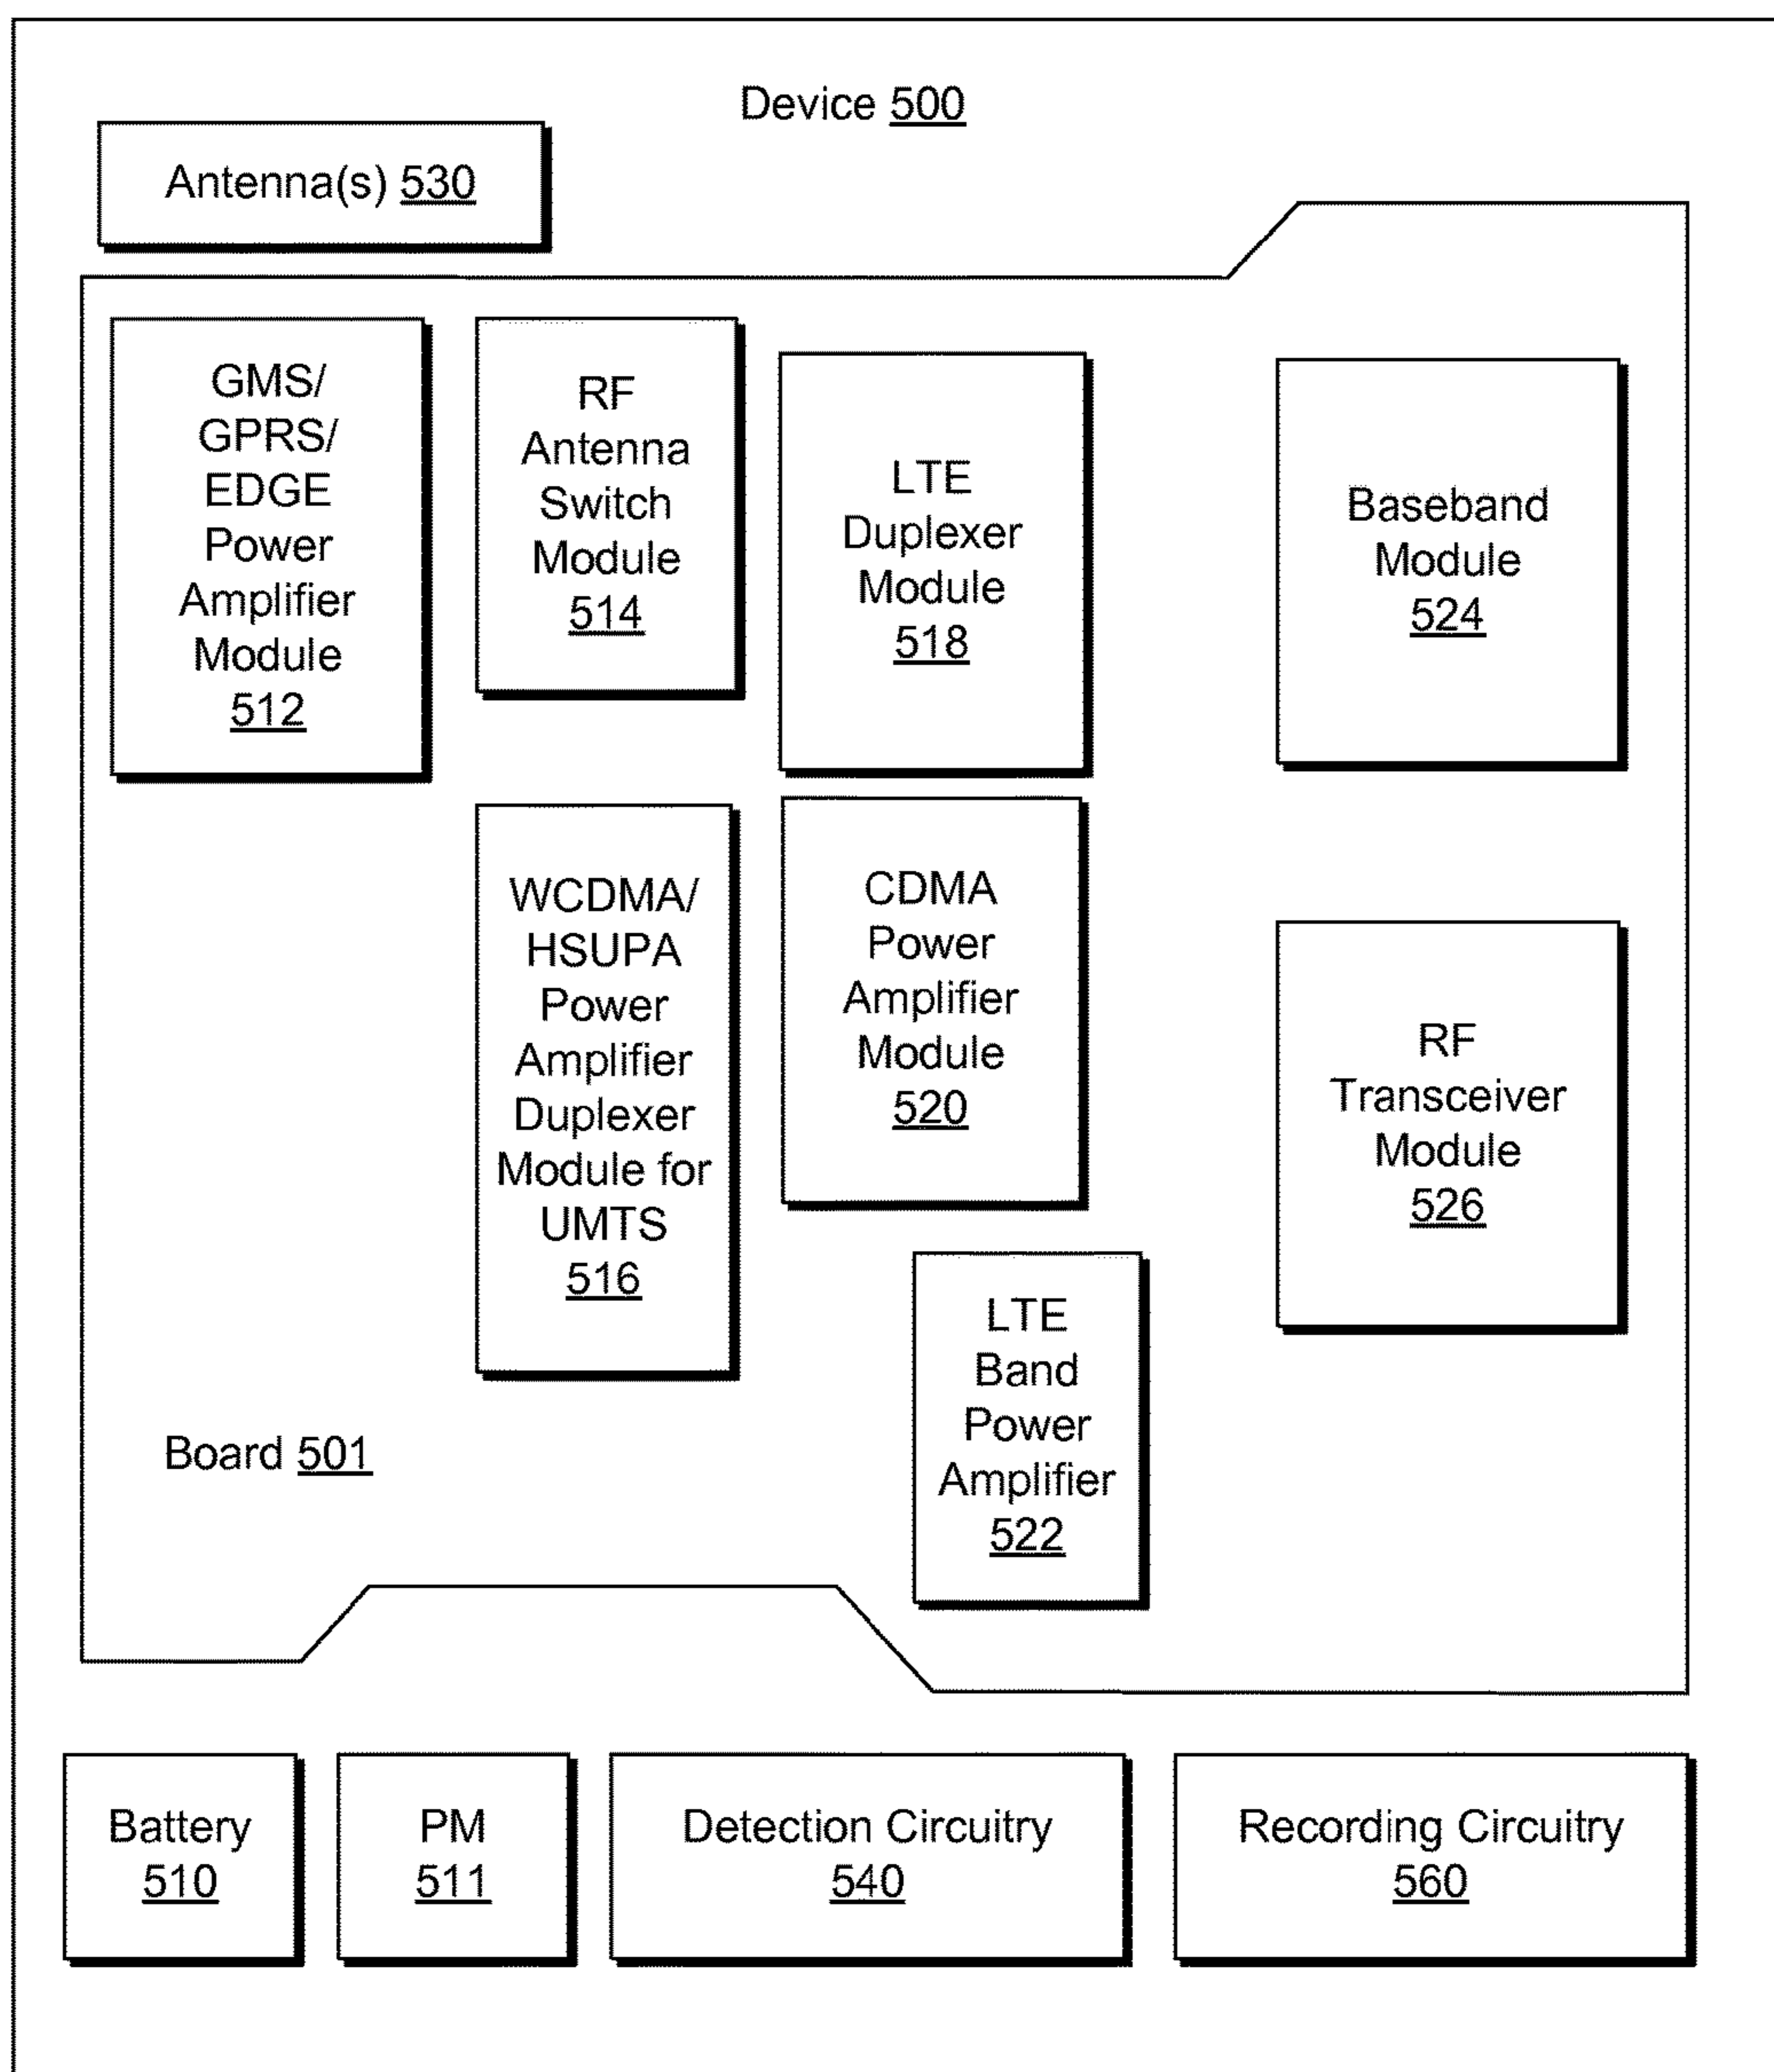 Device 500
Antenna(s) 530
GMS/
GPRS/
EDGE
Power
Amplifier
Module
512
RF
Antenna
Switch
Module
514
LTE
Duplexer
Module
518
Baseband
Module
524
WCDMA/
HSUPA
Power
Amplifier
Duplexer
Module for
UMTS
516
CDMA
Power
Amplifier
Module
520
RF
Transceiver
Module
526
LTE
Band
Power
Amplifier
522
Board 501
Battery
510
PM
511
Detection Circuitry
540
Recording Circuitry
560